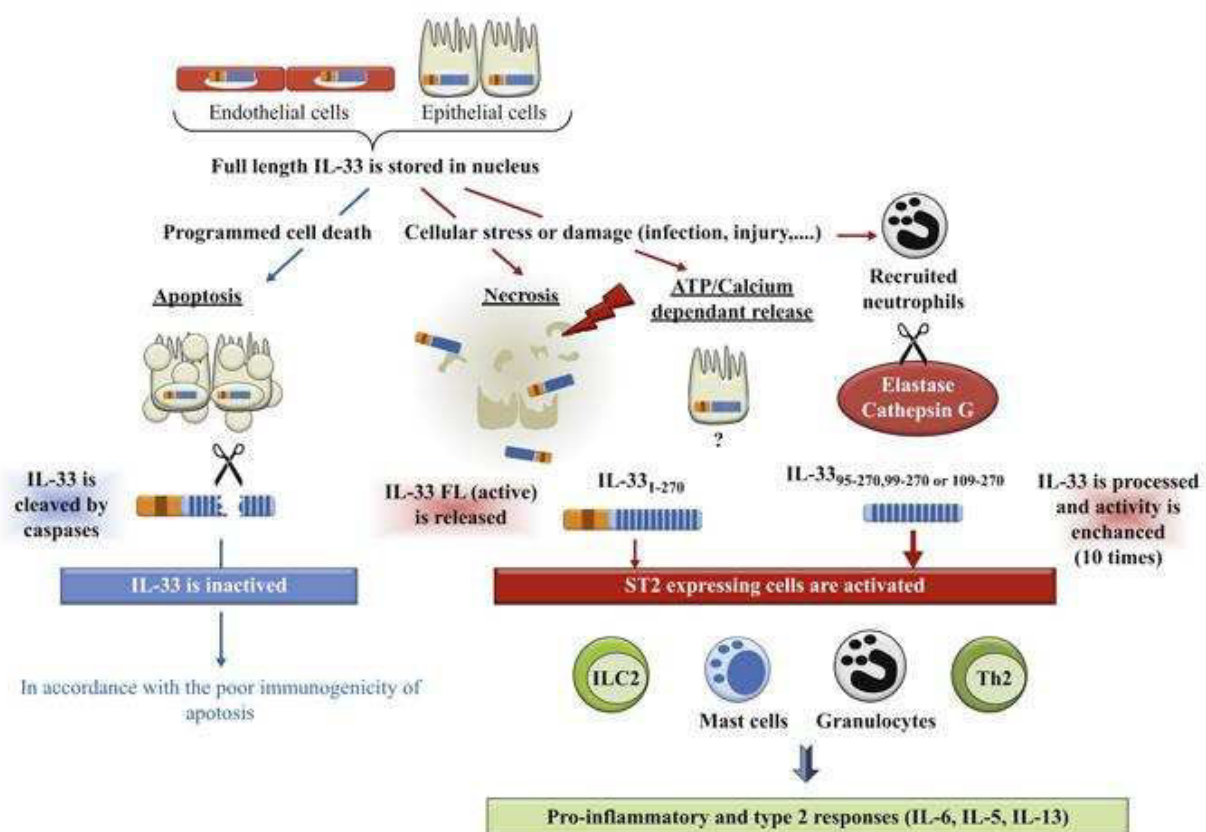 Endothelial cells
Epithelial cells
Full length IL-33 is stored in nucleus
Programmed cell death
Cellular stress or damage (infection, injury,....)
Recruited
neutrophils
Apoptosis
Necrosis
ATP/Calcium
dependant release
Elastase
Cathepsin G
?
IL-33 is
cleaved by
caspases
IL-33 FL (active)
is released
IL-331-270
IL-3395-270,99-270 or 109-270
IL-33 is processed
and activity is
enchanced
(10 times)
IL-33 is inactived
ST2 expressing cells are activated
In accordance with the poor immunogenicity of
apotosis
ILC2
Mast cells
Granulocytes
Th2
Pro-inflammatory and type 2 responses (IL-6, IL-5, IL-13)